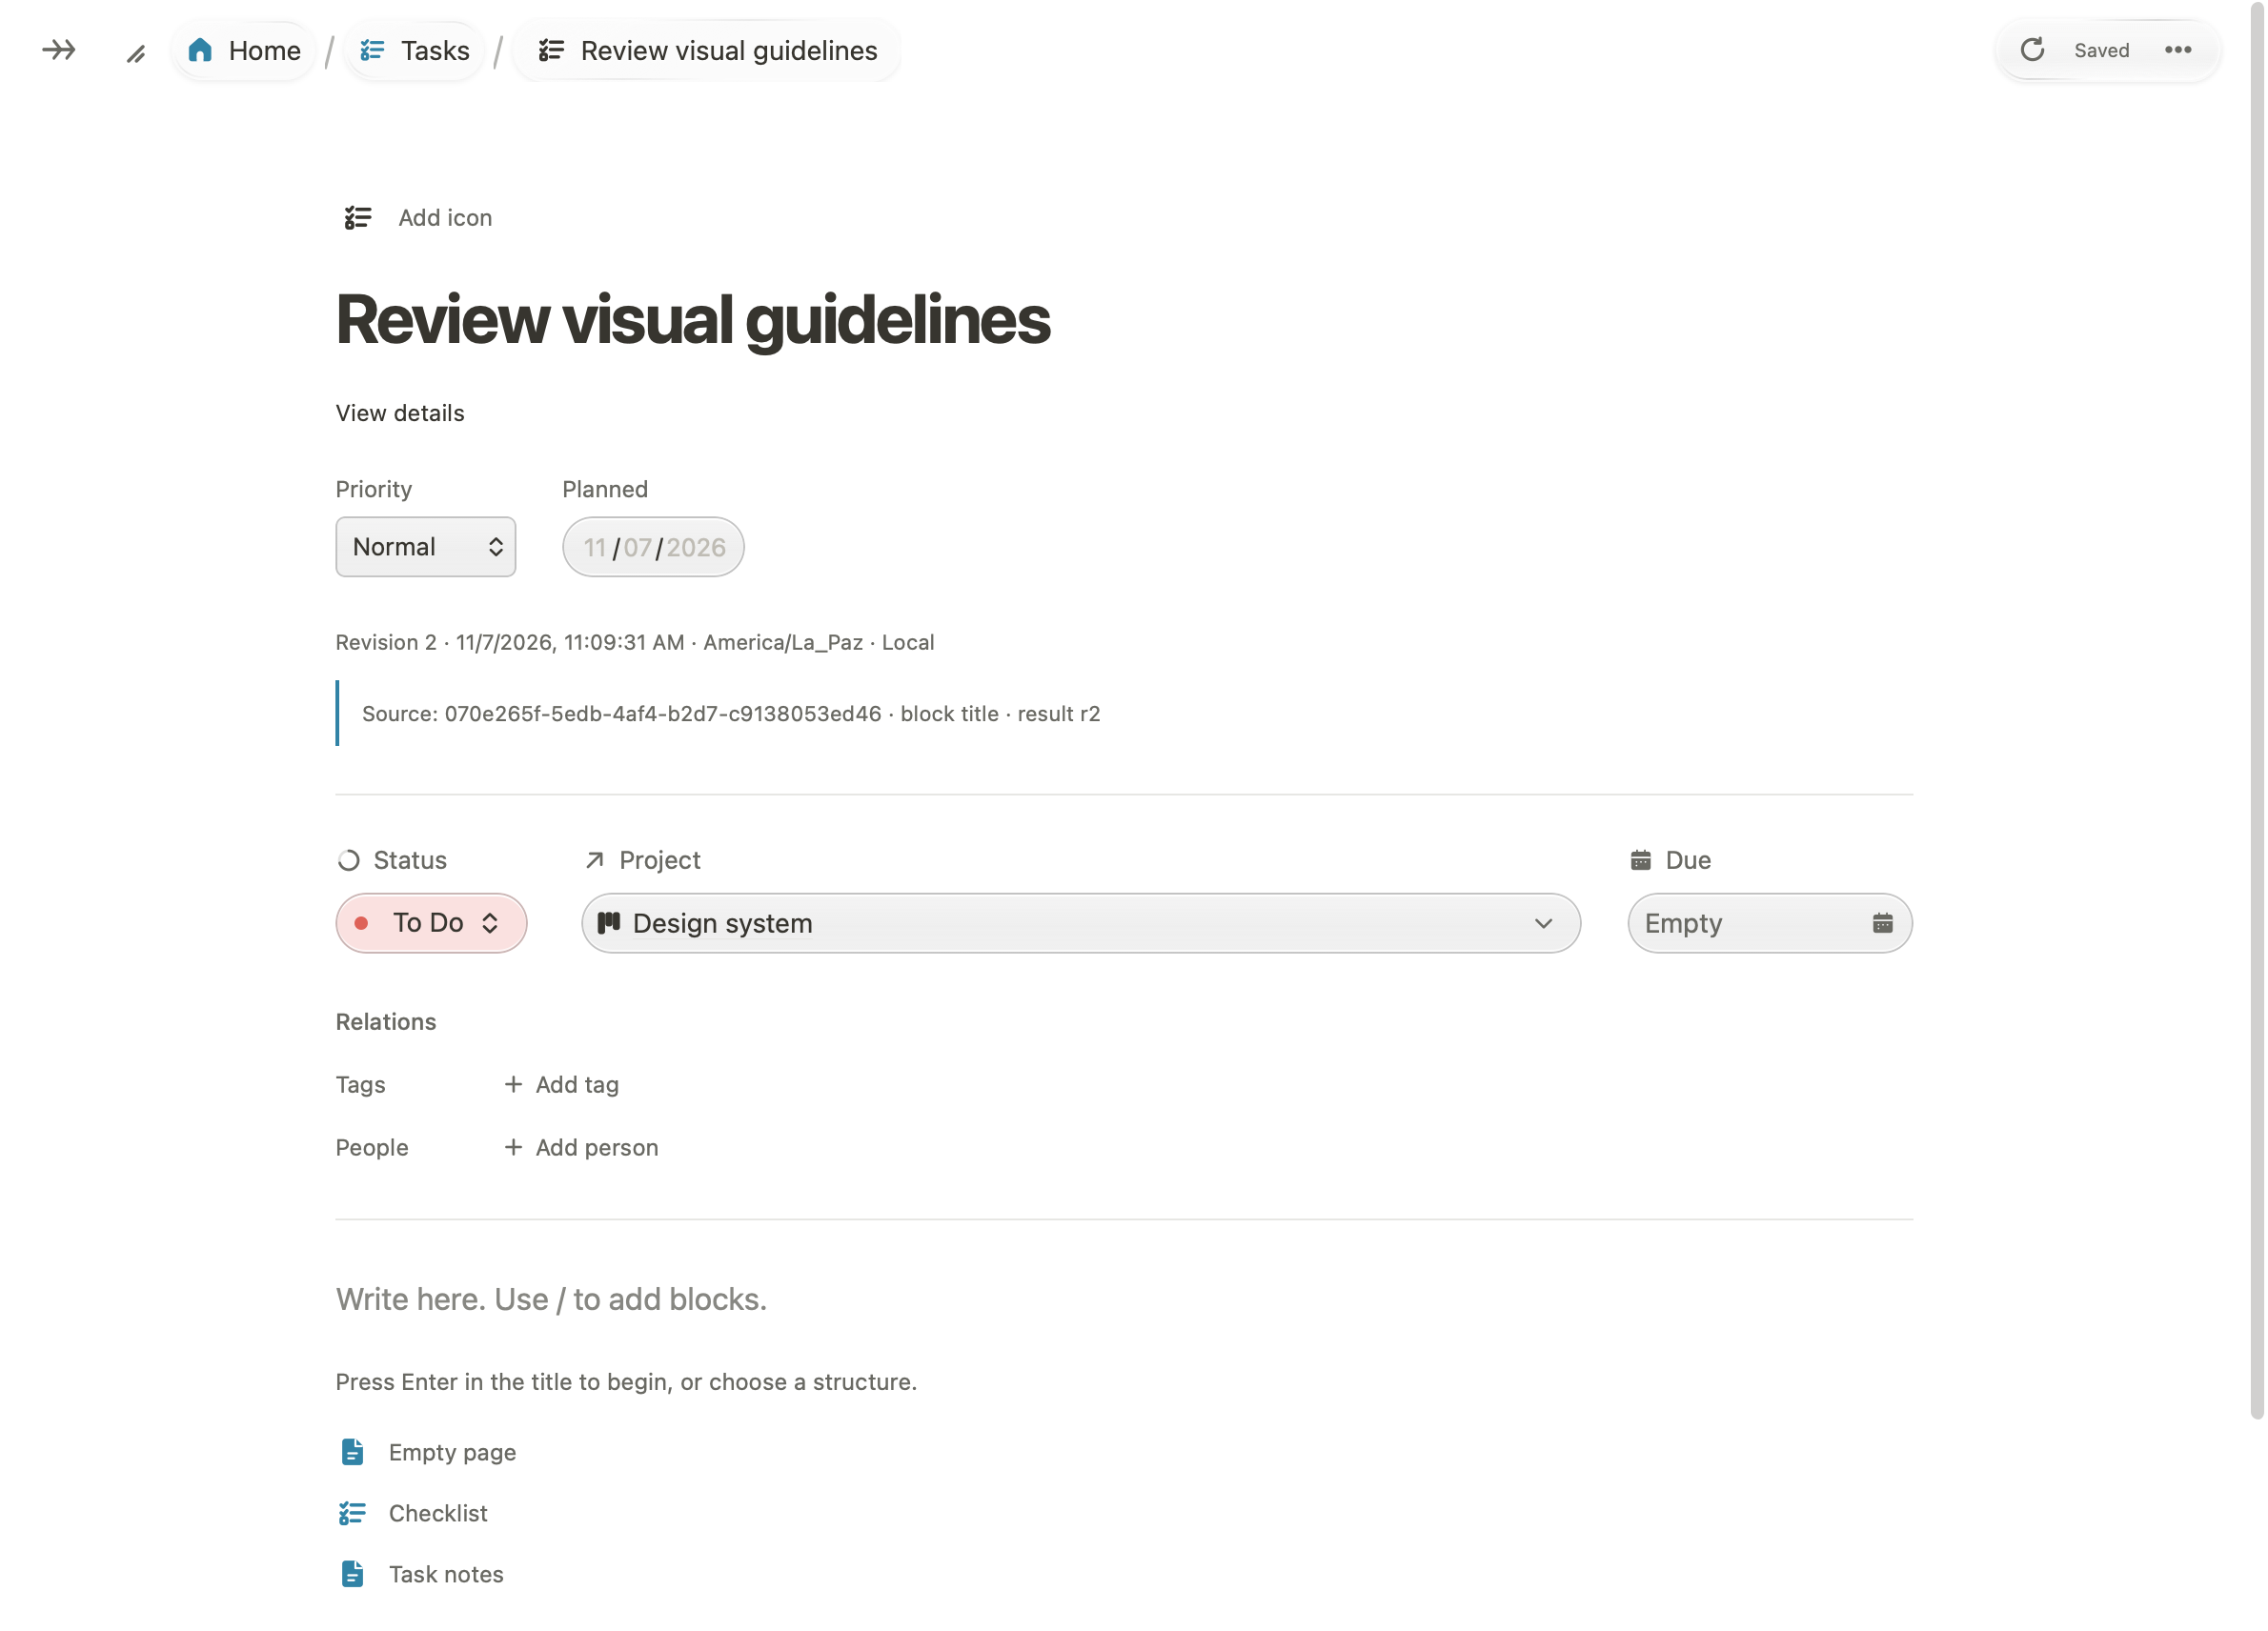 Home / Tasks / Review visual guidelines
Saved
Add icon
Review visual guidelines
View details
Priority Planned
Normal 11/07/2026
Revision 2 · 11/7/2026, 11:09:31 AM · America/La_Paz · Local
Source: 070e265f-5edb-4af4-b2d7-c9138053ed46 · block title · result r2
Status Project Due
To Do Design system Empty
Relations
Tags + Add tag
People + Add person
Write here. Use / to add blocks.
Press Enter in the title to begin, or choose a structure.
Empty page
Checklist
Task notes